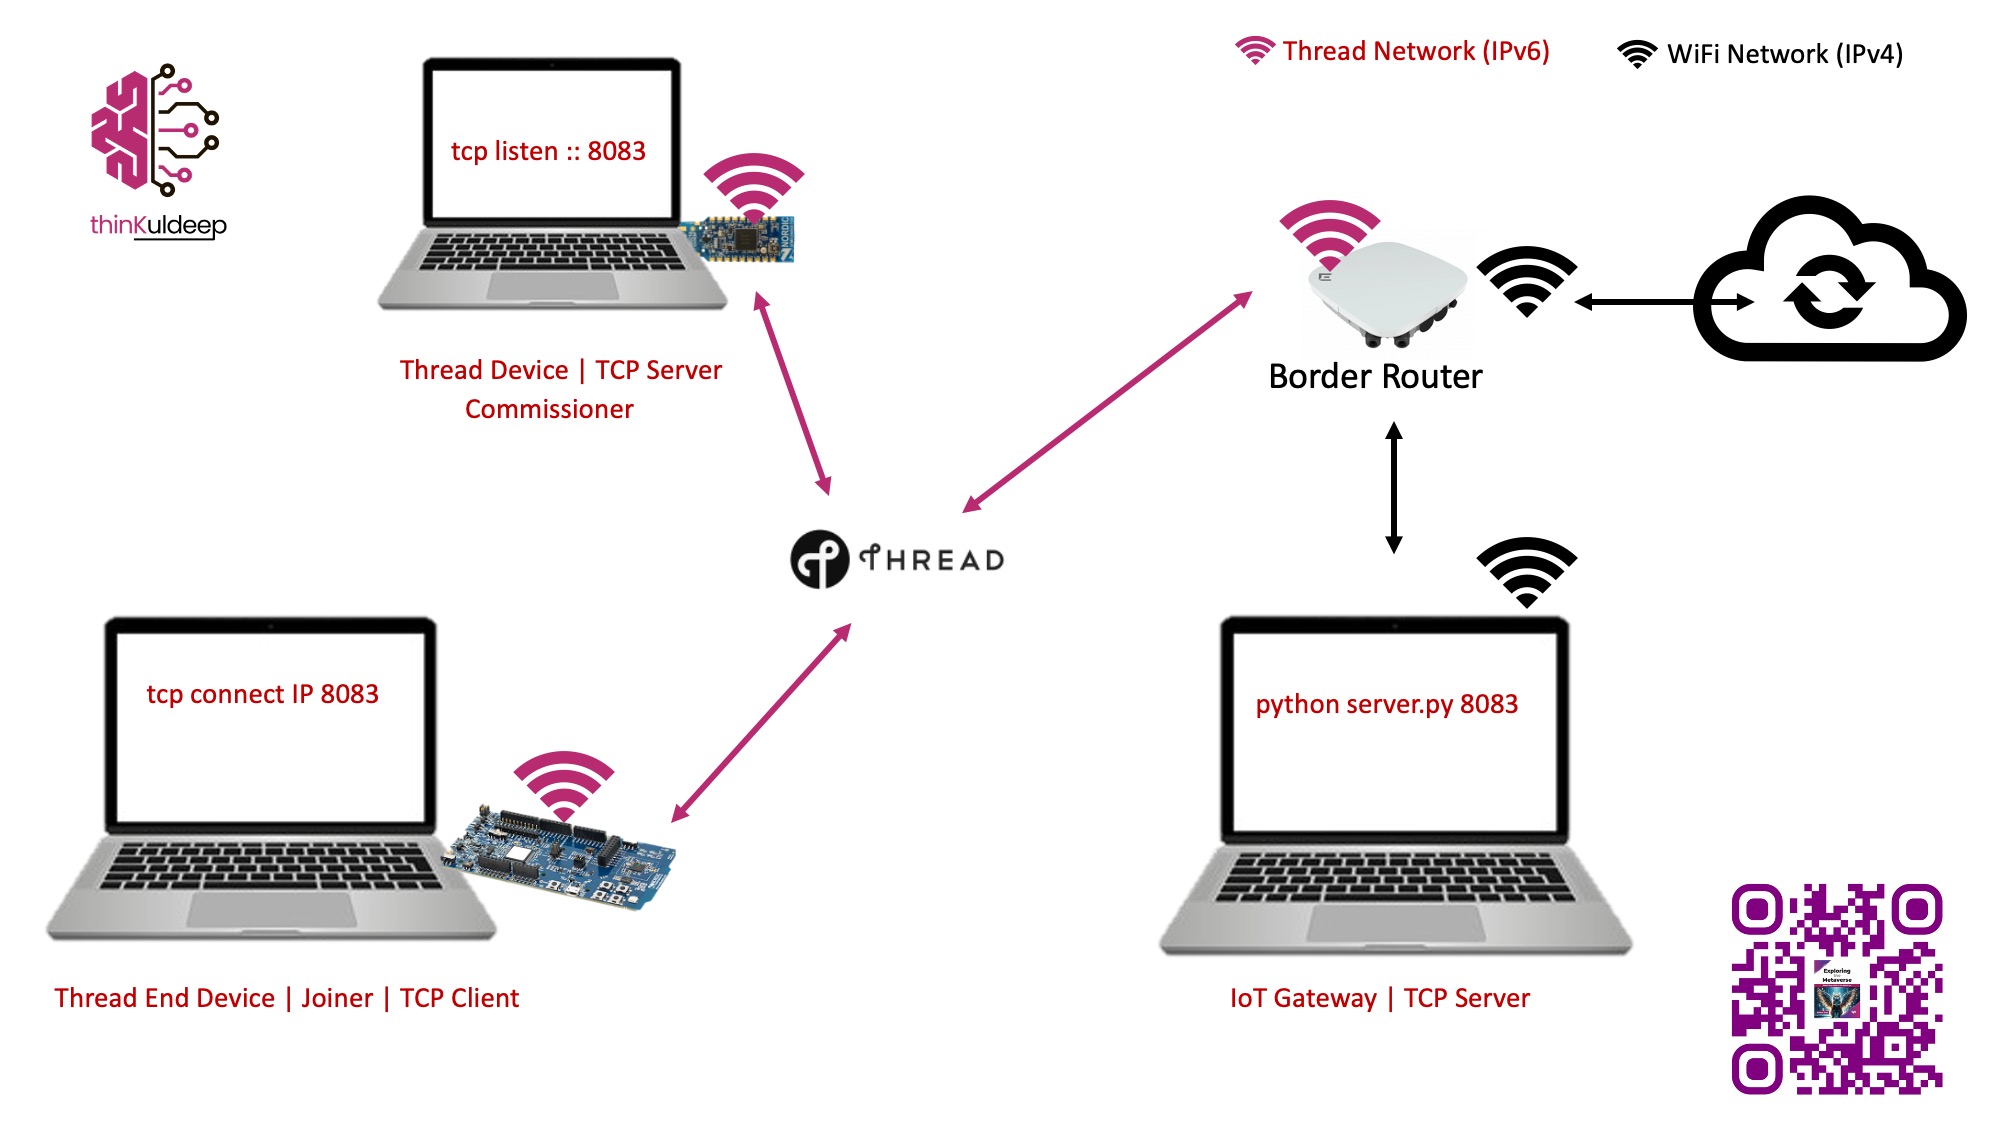 Thread Network (IPv6)
WiFi Network (IPv4)
thinKuldeep
tcp listen :: 8083
NORDIC
Thread Device | TCP Server
Commissioner
Border Router
THREAD
tcp connect IP 8083
python server.py 8083
Thread End Device | Joiner | TCP Client
IoT Gateway | TCP Server
Exploring
the
Metaverse